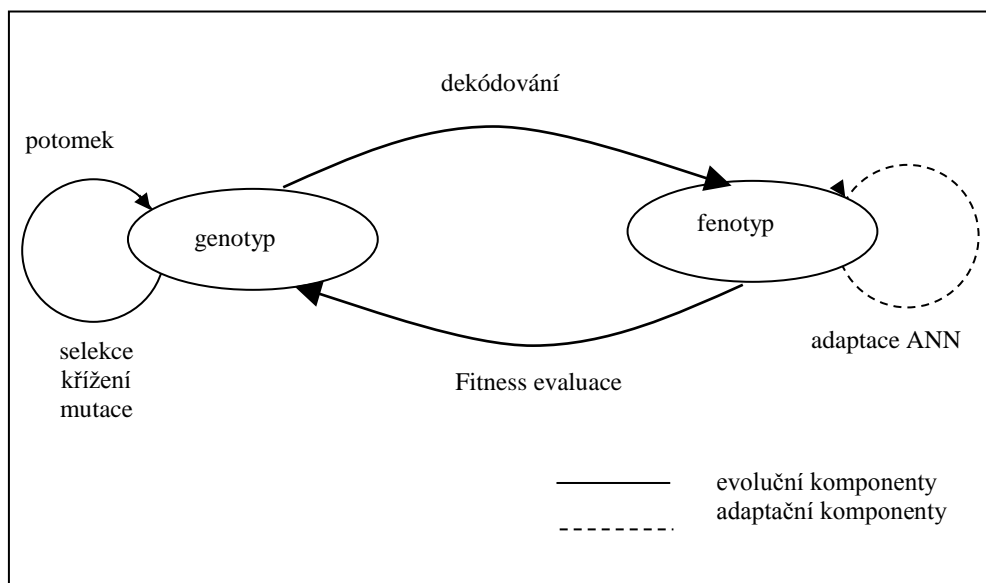 dekódování
potomek
genotyp
fenotyp
selekce
křížení
mutace
adaptace ANN
Fitness evaluace
evoluční komponenty
adaptační komponenty